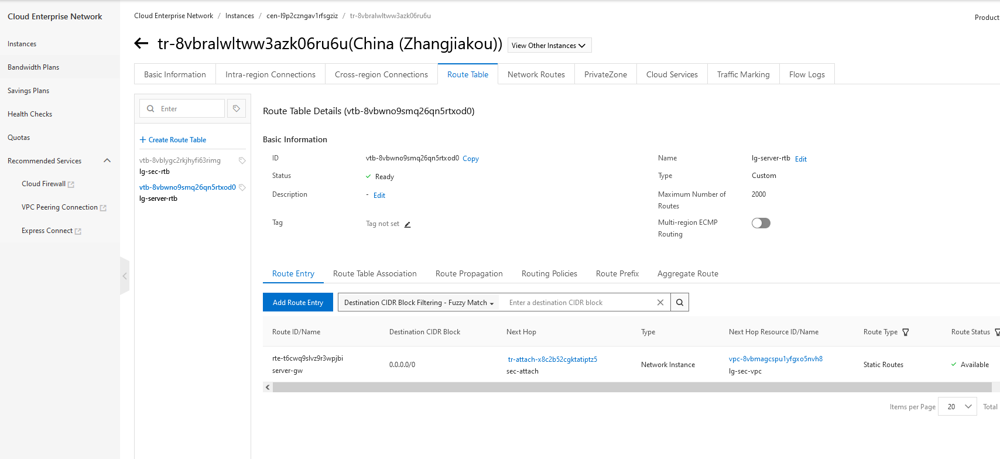 Cloud Enterprise Network
Instances
Bandwidth Plans
Savings Plans
Health Checks
Quotas
Recommended Services
Cloud Firewall
VPC Peering Connection
Express Connect
Cloud Enterprise Network / Instances / cen-l9p2czngav1rfsgziz / tr-8vbralwltww3azk06ru6u
Product
tr-8vbralwltww3azk06ru6u(China (Zhangjiakou))
View Other Instances
Basic Information Intra-region Connections Cross-region Connections Route Table Network Routes PrivateZone Cloud Services Traffic Marking Flow Logs
Enter
+ Create Route Table
vtb-8vblygc2rkjhyfi63rimg
lg-sec-rtb
vtb-8vbwno9smq26qn5rtxod0
lg-server-rtb
Route Table Details (vtb-8vbwno9smq26qn5rtxod0)
Basic Information
ID vtb-8vbwno9smq26qn5rtxod0 Copy
Name lg-server-rtb Edit
Status Ready
Type Custom
Description - Edit
Maximum Number of Routes 2000
Tag Tag not set
Multi-region ECMP Routing
Route Entry Route Table Association Route Propagation Routing Policies Route Prefix Aggregate Route
Add Route Entry Destination CIDR Block Filtering - Fuzzy Match Enter a destination CIDR block
Route ID/Name Destination CIDR Block Next Hop Type Next Hop Resource ID/Name Route Type Route Status
rte-t6cwq9slvz9r3wpjbi tr-attach-x8c2b52cgktatiptz5 vpc-8vbmagcspu1yfgxo5nvh8
0.0.0.0/0 Network Instance Static Routes Available
server-gw sec-attach lg-sec-vpc
Items per Page 20 Total